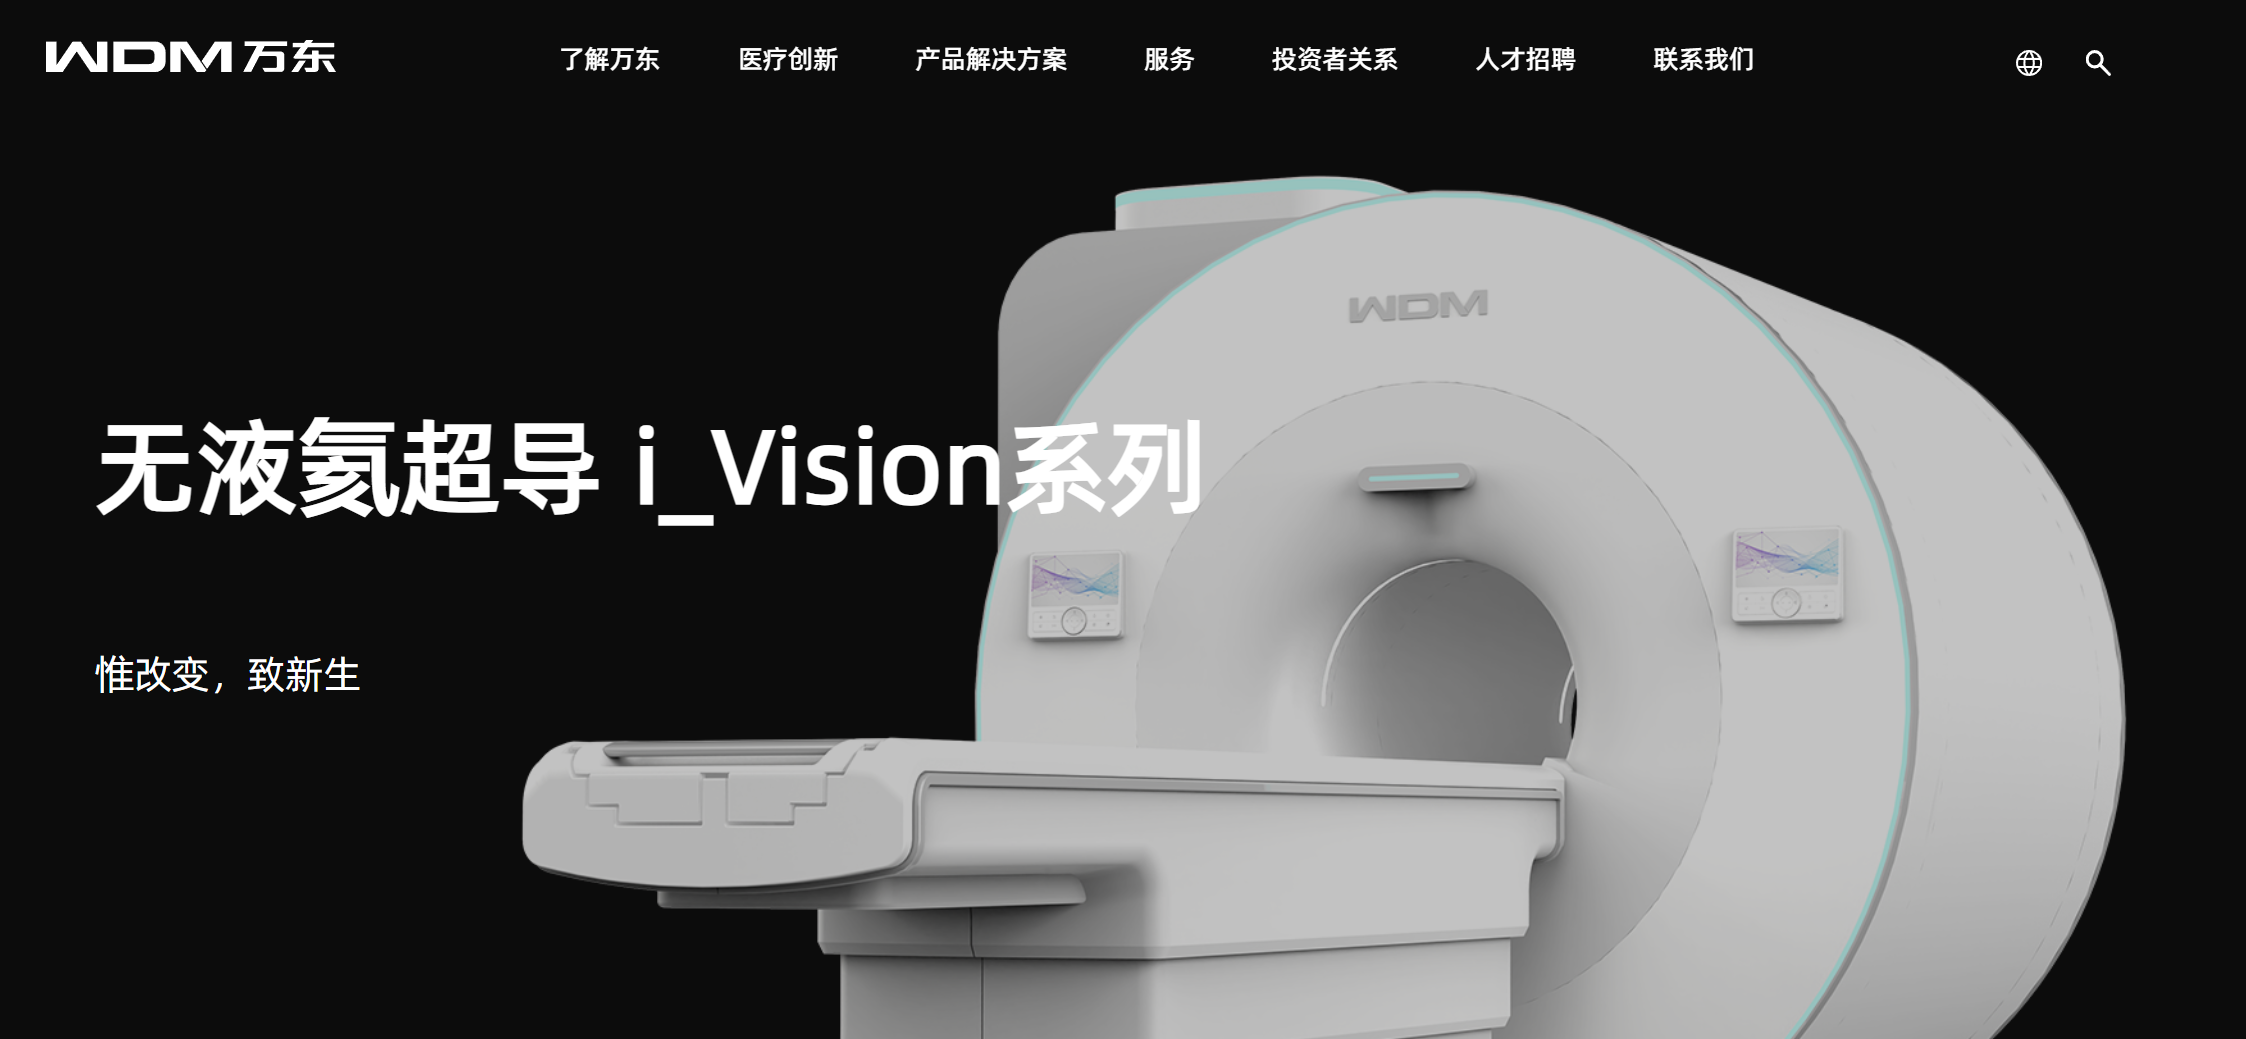 WDM 万东
了解万东
医疗创新
产品解决方案
服务
投资者关系
人才招聘
联系我们
WDM
无液氦超导 i_Vision系列
惟改变，致新生